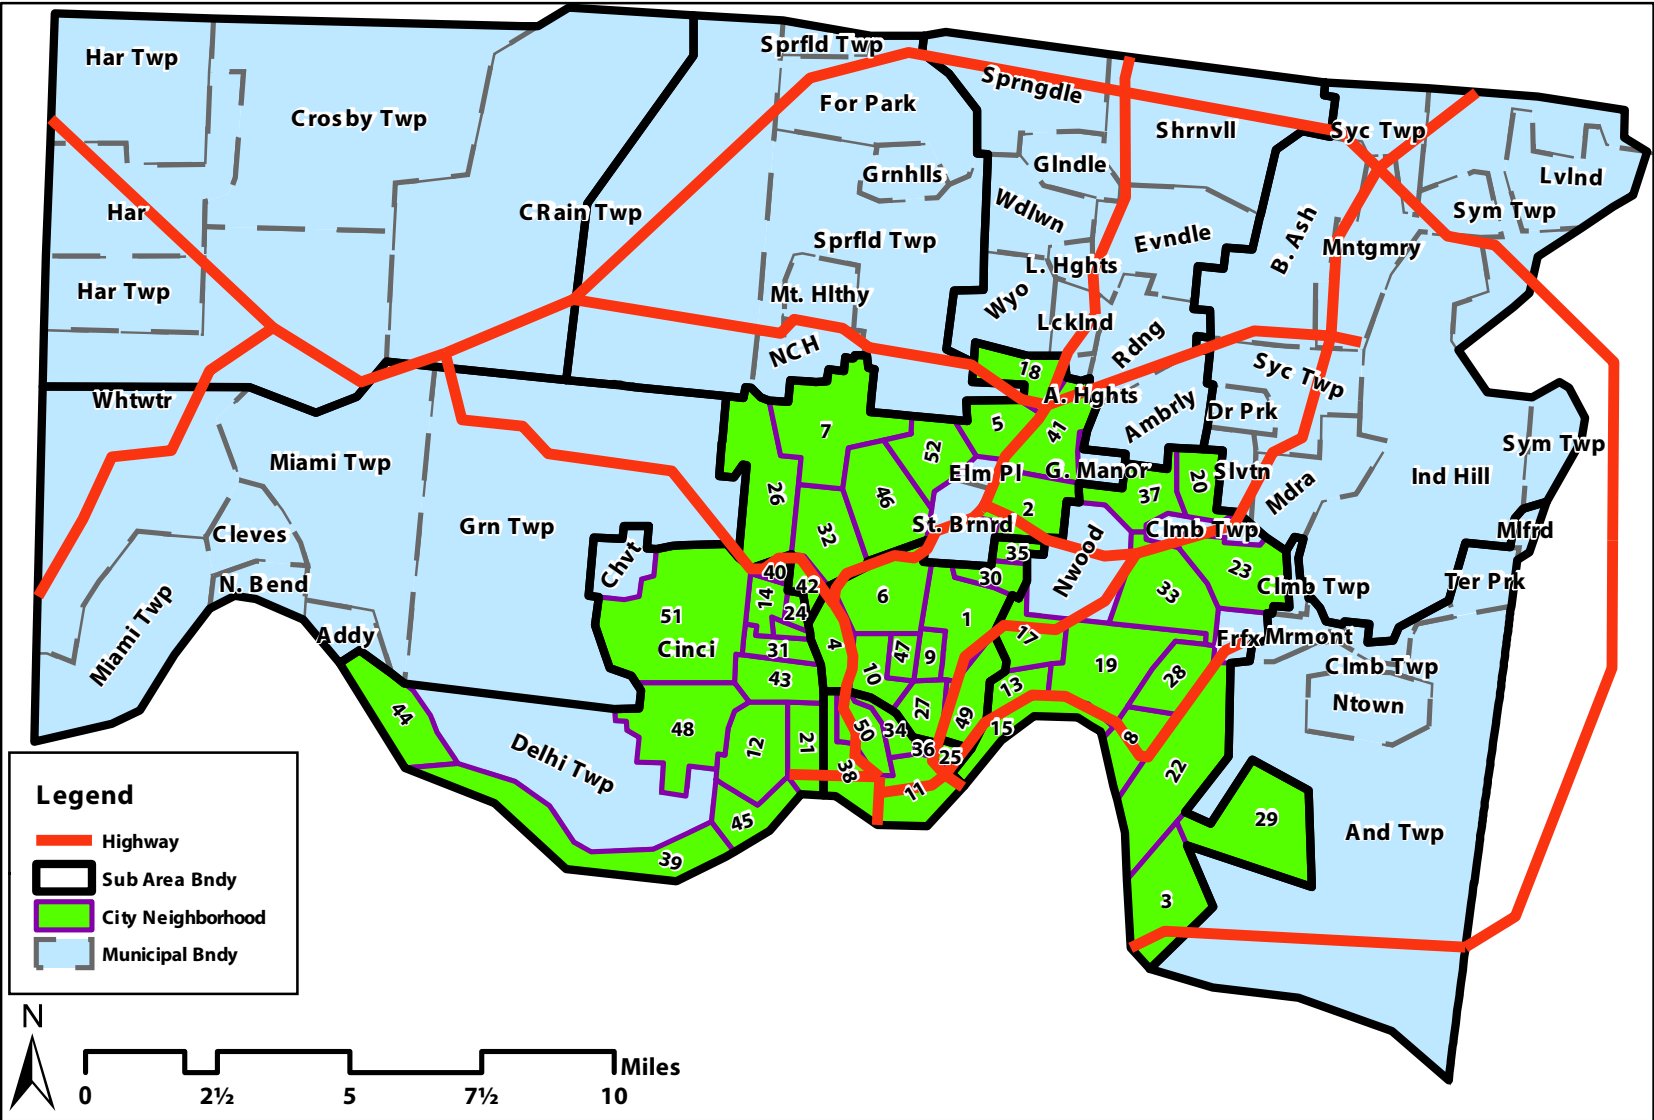 Har Twp
Sprfld Twp
Sprngdle
For Park
Crosby Twp
Shrnvll
Syc Twp
Glndle
Grnhlls
Lvlnd
Har
CRain Twp
Wdlwn
Sym Twp
Sprfld Twp
Evndle
B. Ash
Mntgmry
L. Hghts
Har Twp
Mt. Hlthy
Wyo
Lcklnd
Rdng
NCH
18
Syc Twp
Whtwtr
A. Hghts
Ambrly
Dr Prk
7
5
41
52
Sym Twp
Miami Twp
Elm Pl
G. Manor
Slvtn
Ind Hill
26
46
37
20
Mdra
2
Grn Twp
St. Brnrd
Clmb Twp
Mlfrd
Cleves
32
35
Nwood
Chvt
40
30
23
Clmb Twp
Ter Prk
N. Bend
42
14
6
33
24
51
1
Miami Twp
Addy
Cinci
31
4
47
9
17
Frfx
Mrmont
19
Clmb Twp
43
10
28
13
Ntown
44
27
49
48
50
34
15
12
21
36
8
Delhi Twp
25
38
22
11
45
29
And Twp
39
3
Legend
Highway
Sub Area Bndy
City Neighborhood
Municipal Bndy
N
Miles
0
2½
5
7½
10